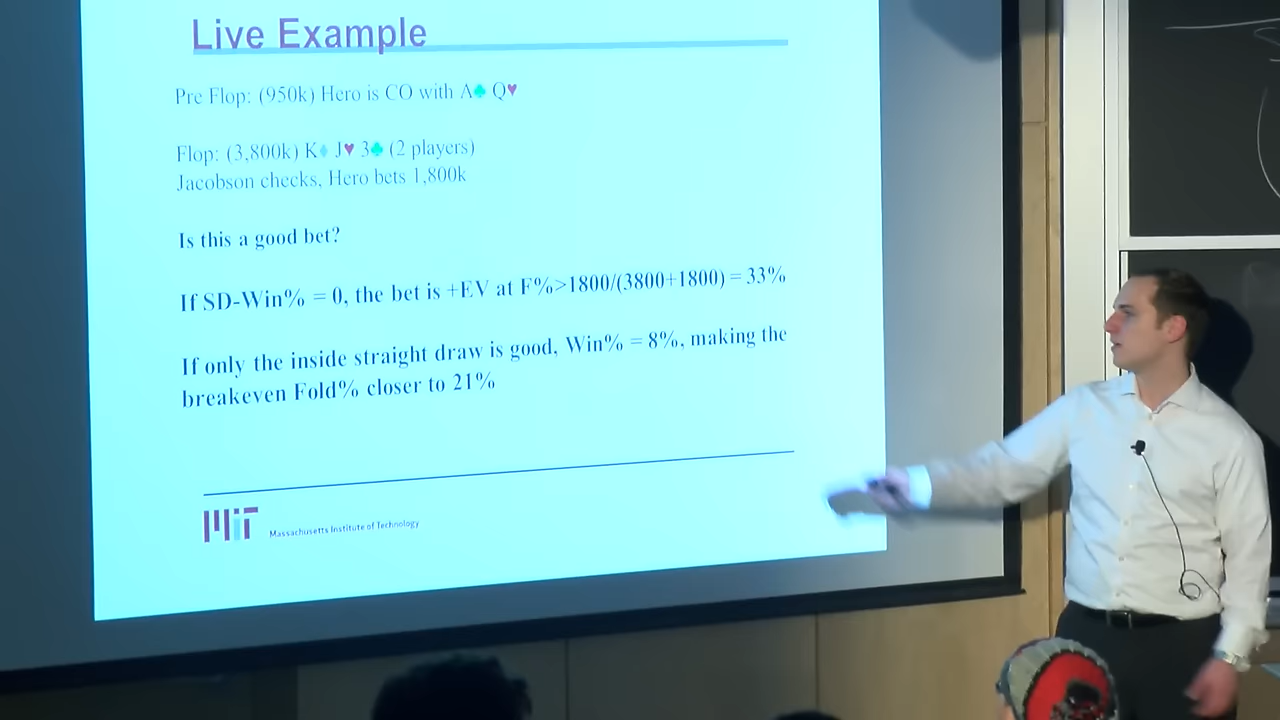 Live Example
Pre Flop: (950k) Hero is CO with A♣ Q♥
Flop: (3,800k) K♦ J♥ 3♣ (2 players)
Jacobson checks, Hero bets 1,800k
Is this a good bet?
If SD-Win% = 0, the bet is +EV at F%>1800/(3800+1800) = 33%
If only the inside straight draw is good, Win% = 8%, making the
breakeven Fold% closer to 21%
MIT Massachusetts Institute of Technology